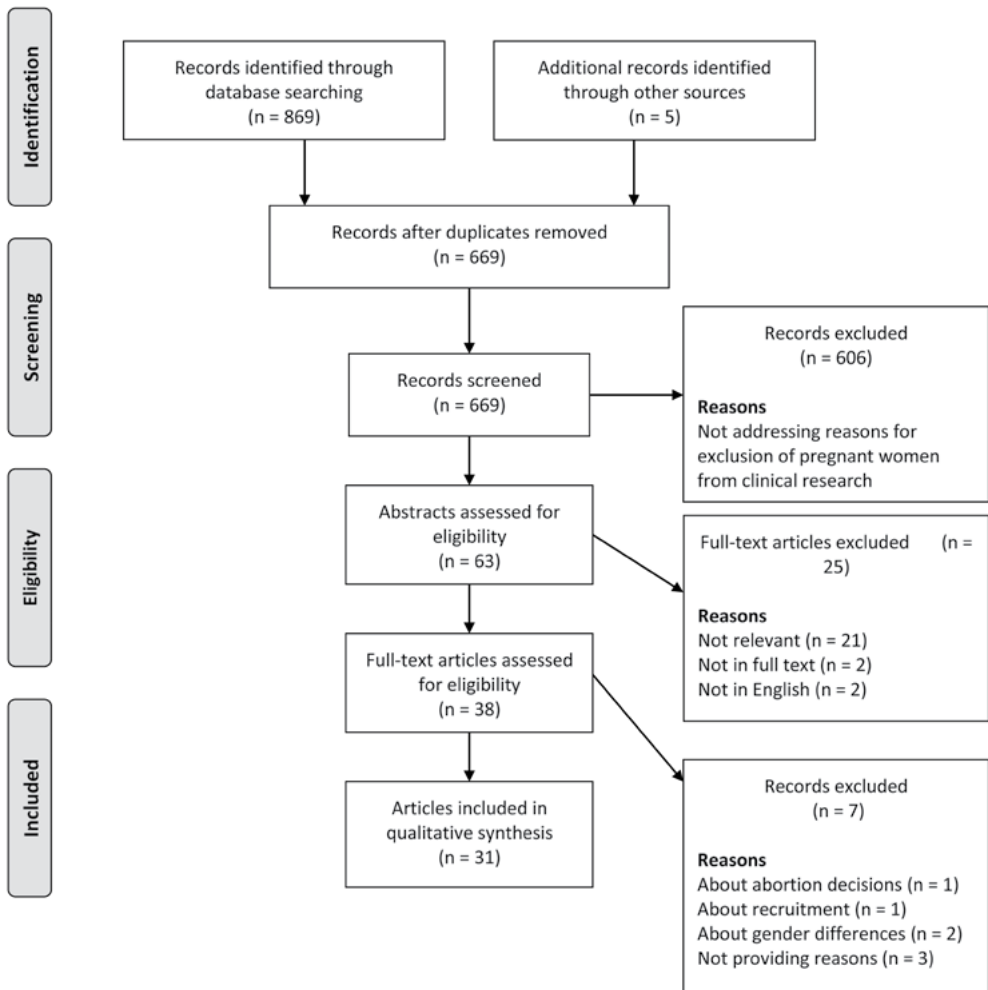 Identification
Records identified through
database searching
(n = 869)
Additional records identified
through other sources
(n = 5)
Records after duplicates removed
(n = 669)
Screening
Records screened
(n = 669)
Records excluded
(n = 606)
Reasons
Not addressing reasons for
exclusion of pregnant women
from clinical research
Eligibility
Abstracts assessed for
eligibility
(n = 63)
Full-text articles excluded (n =
25)
Reasons
Not relevant (n = 21)
Not in full text (n = 2)
Not in English (n = 2)
Full-text articles assessed
for eligibility
(n = 38)
Included
Articles included in
qualitative synthesis
(n = 31)
Records excluded
(n = 7)
Reasons
About abortion decisions (n = 1)
About recruitment (n = 1)
About gender differences (n = 2)
Not providing reasons (n = 3)